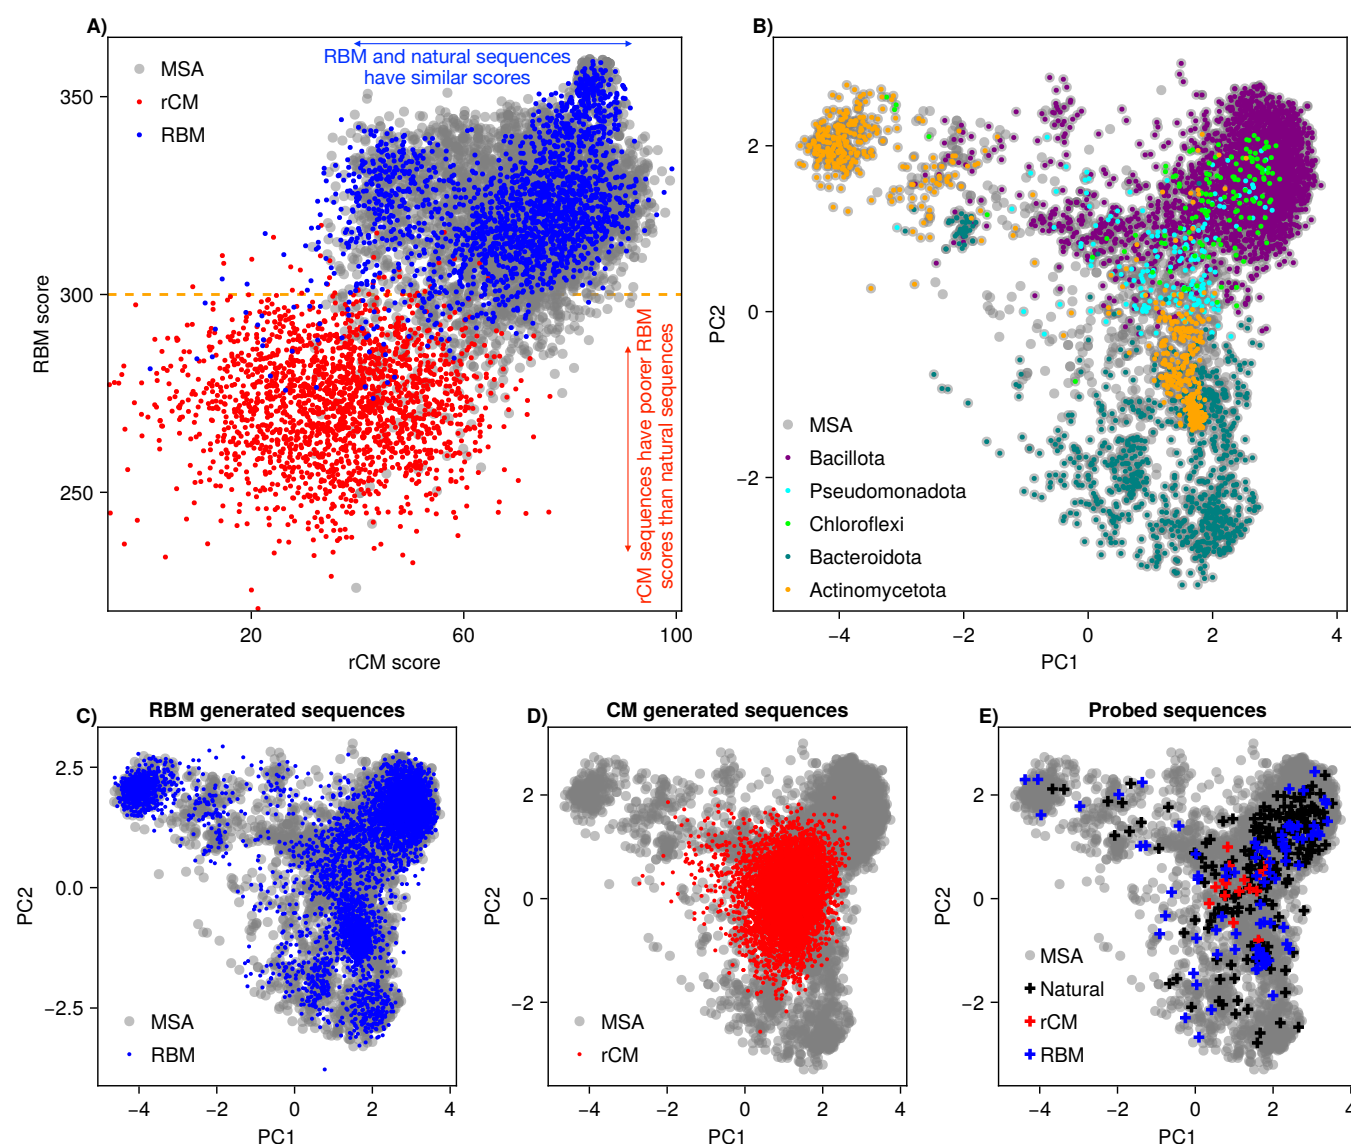 A)
RBM and natural sequences
have similar scores
MSA
rCM
RBM
350
300
250
RBM score
rCM sequences have poorer RBM
scores than natural sequences
20
60
100
rCM score
B)
2
0
−2
PC2
MSA
Bacillota
Pseudomonadota
Chloroflexi
Bacteroidota
Actinomycetota
−4
−2
0
2
4
PC1
C)
RBM generated sequences
2.5
0.0
−2.5
PC2
MSA
RBM
−4
−2
0
2
4
PC1
D)
CM generated sequences
2
0
−2
PC2
MSA
rCM
−4
−2
0
2
4
PC1
E)
Probed sequences
2
0
−2
PC2
MSA
Natural
rCM
RBM
−4
−2
0
2
4
PC1